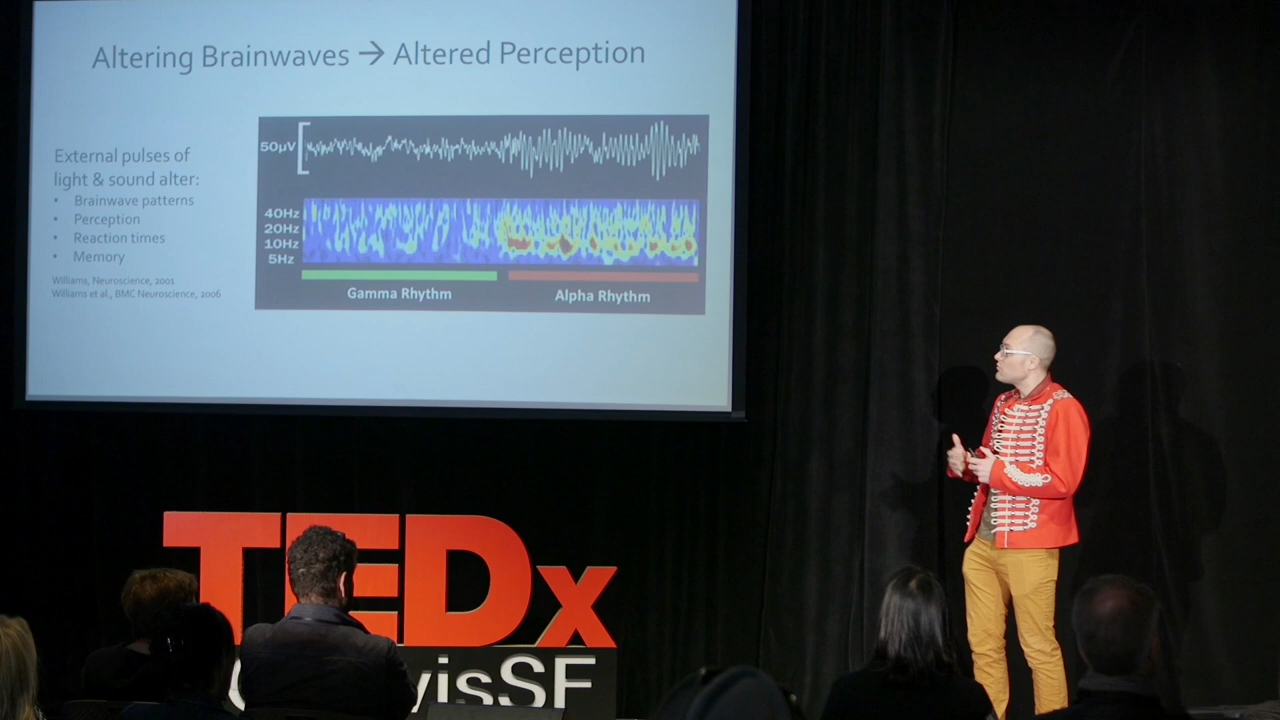 Altering Brainwaves → Altered Perception
External pulses of
light & sound alter:
• Brainwave patterns
• Perception
• Reaction times
• Memory
Williams, Neuroscience, 2001
Williams et al., BMC Neuroscience, 2006
50µV
40Hz
20Hz
10Hz
5Hz
Gamma Rhythm
Alpha Rhythm
TEDx
visSF